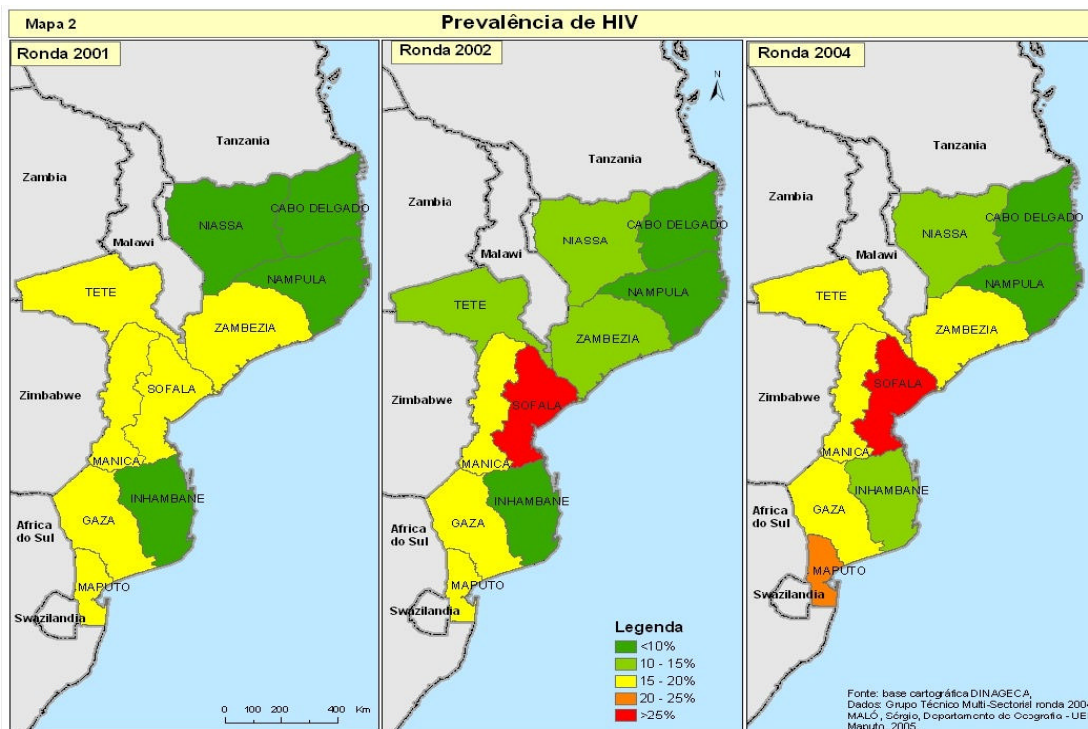 Mapa 2
Prevalência de HIV
Ronda 2001
Tanzania
Zambia
CABO DELGADO
NIASSA
Malawi
NAMPULA
TETE
ZAMBEZIA
SOFALA
Zimbabwe
MANICA
INHAMBANE
GAZA
Africa
do Sul
MAPUTO
Swazilandia
0 200 400 Km
Ronda 2002
N
Tanzania
Zambia
CABO DELGADO
NIASSA
Malawi
NAMPULA
TETE
ZAMBEZIA
Zimbabwe
SOFALA
MANICA
INHAMBANE
GAZA
Africa
do Sul
MAPUTO
Swazilandia
Legenda
<10%
10 - 15%
15 - 20%
20 - 25%
>25%
Ronda 2004
Tanzania
Zambia
CABO DELGADO
NIASSA
Malawi
NAMPULA
TETE
ZAMBEZIA
SOFALA
Zimbabwe
MANICA
INHAMBANE
GAZA
Africa
do Sul
MAPUTO
Swazilandia
Fonte: base cartográfica DINAGECA,
Dados: Grupo Técnico Multi-Sectorial ronda 2004
MALÓ, Sérgio, Departamento de Geografia - UE
Maputo, 2005